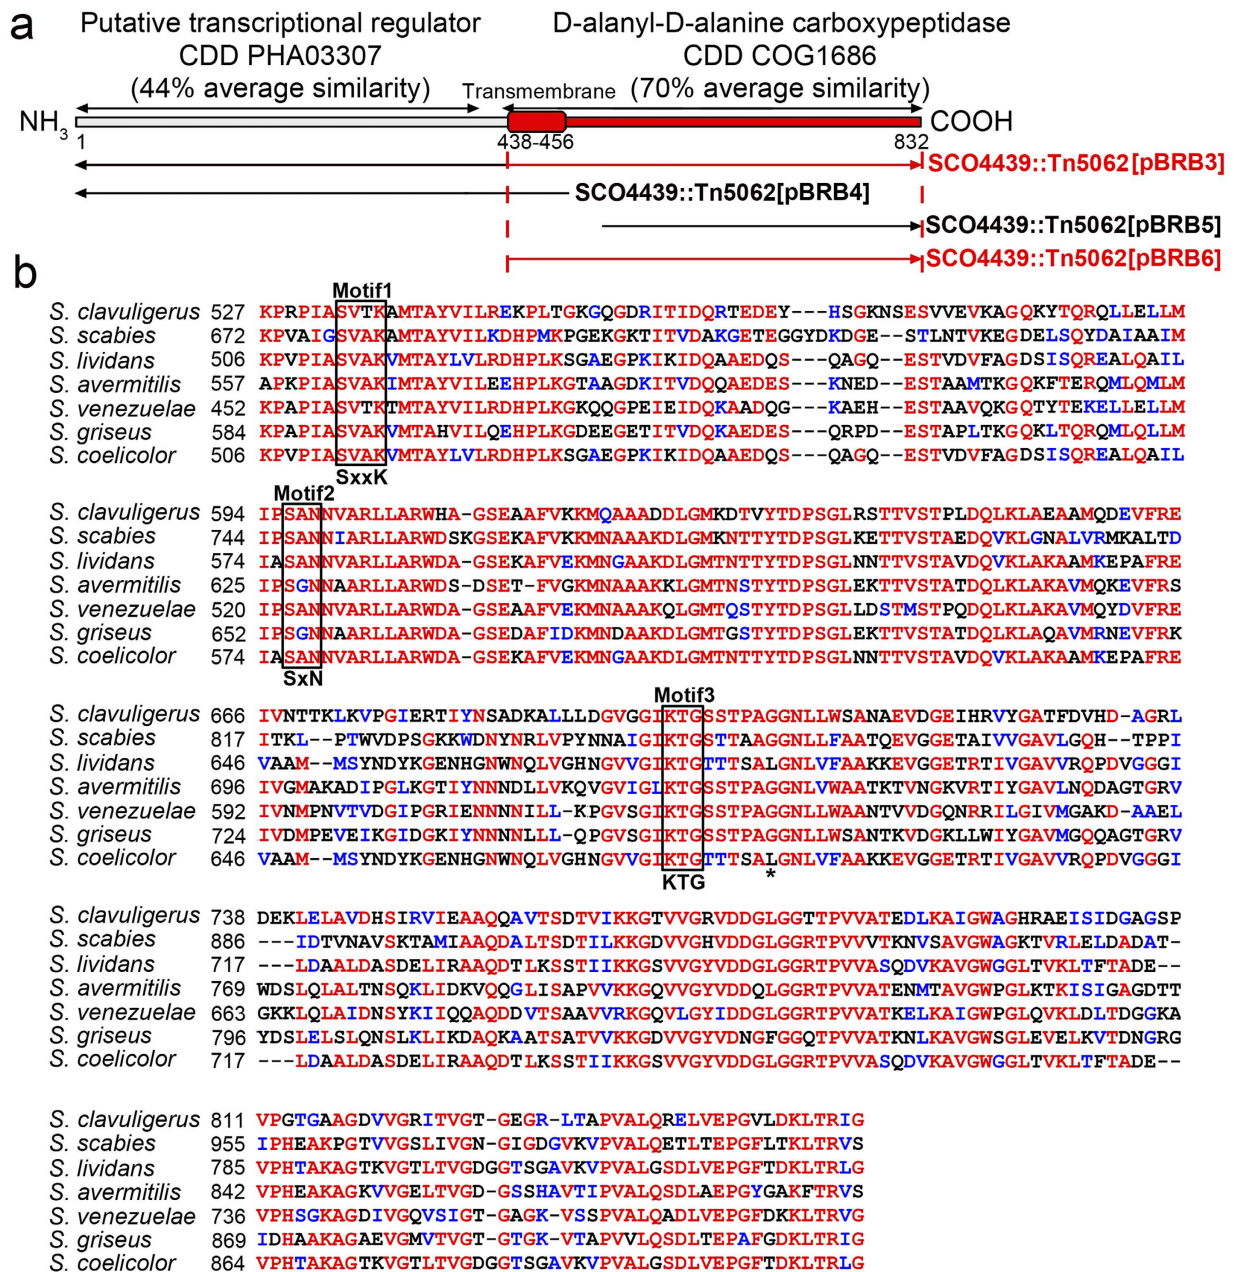 a
Putative transcriptional regulator D-alanyl-D-alanine carboxypeptidase
CDD PHA03307 CDD COG1686
(44% average similarity) Transmembrane (70% average similarity)
NH3 COOH
1 438-456 832
SCO4439::Tn5062[pBRB3]
SCO4439::Tn5062[pBRB4]
SCO4439::Tn5062[pBRB5]
SCO4439::Tn5062[pBRB6]
b
Motif1
S. clavuligerus 527 KPRPIASVTKAMTAYVILREKPLTGKGQGDRITIDQRTEDEY---HSGKNSESVVEVKAGQKYTQRQLLELLM
S. scabies 672 KPVAIGSVAKAMTAYVILKDHPMKPGEKGKTITVDAKGETEGGYDKDGE--STLNTVKEGDELSQYDAIAAIM
S. lividans 506 KPVPIASVAKVMTAYLVLRDHPLKSGAEGPKIKIDQAAEDQS---QAGQ--ESTVDVFAGDSISQREALQAIL
S. avermitilis 557 APKPIASVAKIMTAYVILEEHPLKGTAAGDKITVDQQAEDES---KNED--ESTAAMTKGQKFTERQMLQMLM
S. venezuelae 452 KPAPIASVTKTMTAYVILRDHPLKGKQQGPEIEIDQKAADQG---KAEH--ESTAAVQKGQTYTEKELLELLM
S. griseus 584 KPAPIASVAKVMTAHVILQEHPLKGDEEGETITVDQKAEDES---QRPD--ESTAPLTKGQKLTQRQMLQLLM
S. coelicolor 506 KPVPIASVAKVMTAYLVLRDHPLKSGAEGPKIKIDQAAEDQS---QAGQ--ESTVDVFAGDSISQREALQAIL
SxxK
Motif2
S. clavuligerus 594 IPSANNVARLLARWHA-GSEAAFVKKMQAAADDLGMKDTVYTDPSGLRSTTVSTPLDQLKLAEAAMQDEVFRE
S. scabies 744 IPSANNIARLLARWDSKGSEAAFVKKMNAAAKDLGMKNTTYTDPSGLKETTVSTAEDQVKLGNALVRMKALTD
S. lividans 574 IASANNVARLLARWDA-GSEKAFVEKMNGAAKDLGMTNTTYTDPSGLNNTTVSTAVDQVKLAKAAMKEPAFRE
S. avermitilis 625 IPSGNNAARLLARWDS-DSET-FVGKMNAAAKKLGMTNSTYTDPSGLEKTTVSTATDQLKLAKAVMQKEVFRS
S. venezuelae 520 IPSANNVARLLARWDA-GSEAAFVEKMNAAAKQLGMTQSTYTDPSGLLDSTMSTPQDQLKLAKAVMQYDVFRE
S. griseus 652 IPSGNNAARLLARWDA-GSEDAFIDKMNDAAKDLGMTGSTYTDPSGLEKTTVSTATDQLKLAQAVMRNEVFRK
S. coelicolor 574 IASANNVARLLARWDA-GSEKAFVEKMNGAAKDLGMTNTTYTDPSGLNNTTVSTAVDQVKLAKAAMKEPAFRE
SxN
Motif3
S. clavuligerus 666 IVNTTKLKVPGIERTIYNSADKALLLDGVGGIKTGSSTPAGGNLLWSANAEVDGEIHRVYGATFDVHD-AGRL
S. scabies 817 ITKL--PTWVDPSGKKWDNYNRLVPYNNAIGIKTGSTTAAGGNLLFAATQEVGGETAIVVGAVLGQH--TPPI
S. lividans 646 VAAM--MSYNDYKGENHGNWNQLVGHNGVVGIKTGTTTSALGNLVFAAKKEVGGETRTIVGAVVRQPDVGGGI
S. avermitilis 696 IVGMAKADIPGLKGTIYNNNDLLVKQVGVIGLKTGSSTPAGGNLVWAATKTVNGKVRTIYGAVLNQDAGTGRV
S. venezuelae 592 IVNMPNVTVDGIPGRIENNNNILL-KPGVSGIKTGSSTPAGGNLLWAANTVVDGQNRRILGIVMGAKD-AAEL
S. griseus 724 IVDMPEVEIKGIDGKIYNNNNLLL-QPGVSGIKTGSSTPAGGNLLWSANTKVDGKLLWIYGAVMGQQAGTGRV
S. coelicolor 646 VAAM--MSYNDYKGENHGNWNQLVGHNGVVGIKTGTTTSALGNLVFAAKKEVGGETRTIVGAVVRQPDVGGGI
KTG *
S. clavuligerus 738 DEKLELAVDHSIRVIEAAQQAVTSDTVIKKGTVVGRVDDGLGGTTPVVATEDLKAIGWAGHRAEISIDGAGSP
S. scabies 886 ---IDTVNAVSKTAMIAAQDALTSDTILKKGDVVGHVDDGLGGRTPVVVTKNVSAVGWAGKTVRLELDADAT-
S. lividans 717 ---LDAALDASDELIRAAQDTLKSSTIIKKGSVVGYVDDGLGGRTPVVASQDVKAVGWGGLTVKLTFTADE--
S. avermitilis 769 WDSLQLALTNSQKLIDKVQQGLISAPVVKKGQVVGYVDDQLGGRTPVVATENMTAVGWPGLKTKISIGAGDTT
S. venezuelae 663 GKKLQLAIDNSYKIIQQAQDDVTSAAVVRKGQVLGYIDDGLGGRTPVVATKELKAIGWPGLQVKLDLTDGGKA
S. griseus 796 YDSLELSLQNSLKLIKDAQKAATSATVVKKGDVVGYVDNGFGGQTPVVATKNLKAVGWSGLEVELKVTDNGRG
S. coelicolor 717 ---LDAALDASDELIRAAQDTLKSSTIIKKGSVVGYVDDGLGGRTPVVASQDVKAVGWGGLTVKLTFTADE--
S. clavuligerus 811 VPGTGAAGDVVGRITVGT-GEGR-LTAPVALQRELVEPGVLDKLTRIG
S. scabies 955 IPHEAKPGTVVGSLIVGN-GIGDGVKVPVALQETLTEPGFLTKLTRVS
S. lividans 785 VPHTAKAGTKVGTLTVGDGGTSGAVKVPVALGSDLVEPGFTDKLTRLG
S. avermitilis 842 VPHEAKAGKVVGELTVGD-GSSHAVTIPVALQSDLAEPGYGAKFTRVS
S. venezuelae 736 VPHSGKAGDIVGQVSIGT-GAGK-VSSPVALQADLVEPGFDKKLTRVG
S. griseus 869 IDHAAKAGAEVGMVTVGT-GTGK-VTAPVVLQSDLTEPAFGDKLTRIG
S. coelicolor 864 VPHTAKAGTKVGTLTVGDGGTSGAVKVPVALGSDLVEPGFTDKLTRLG